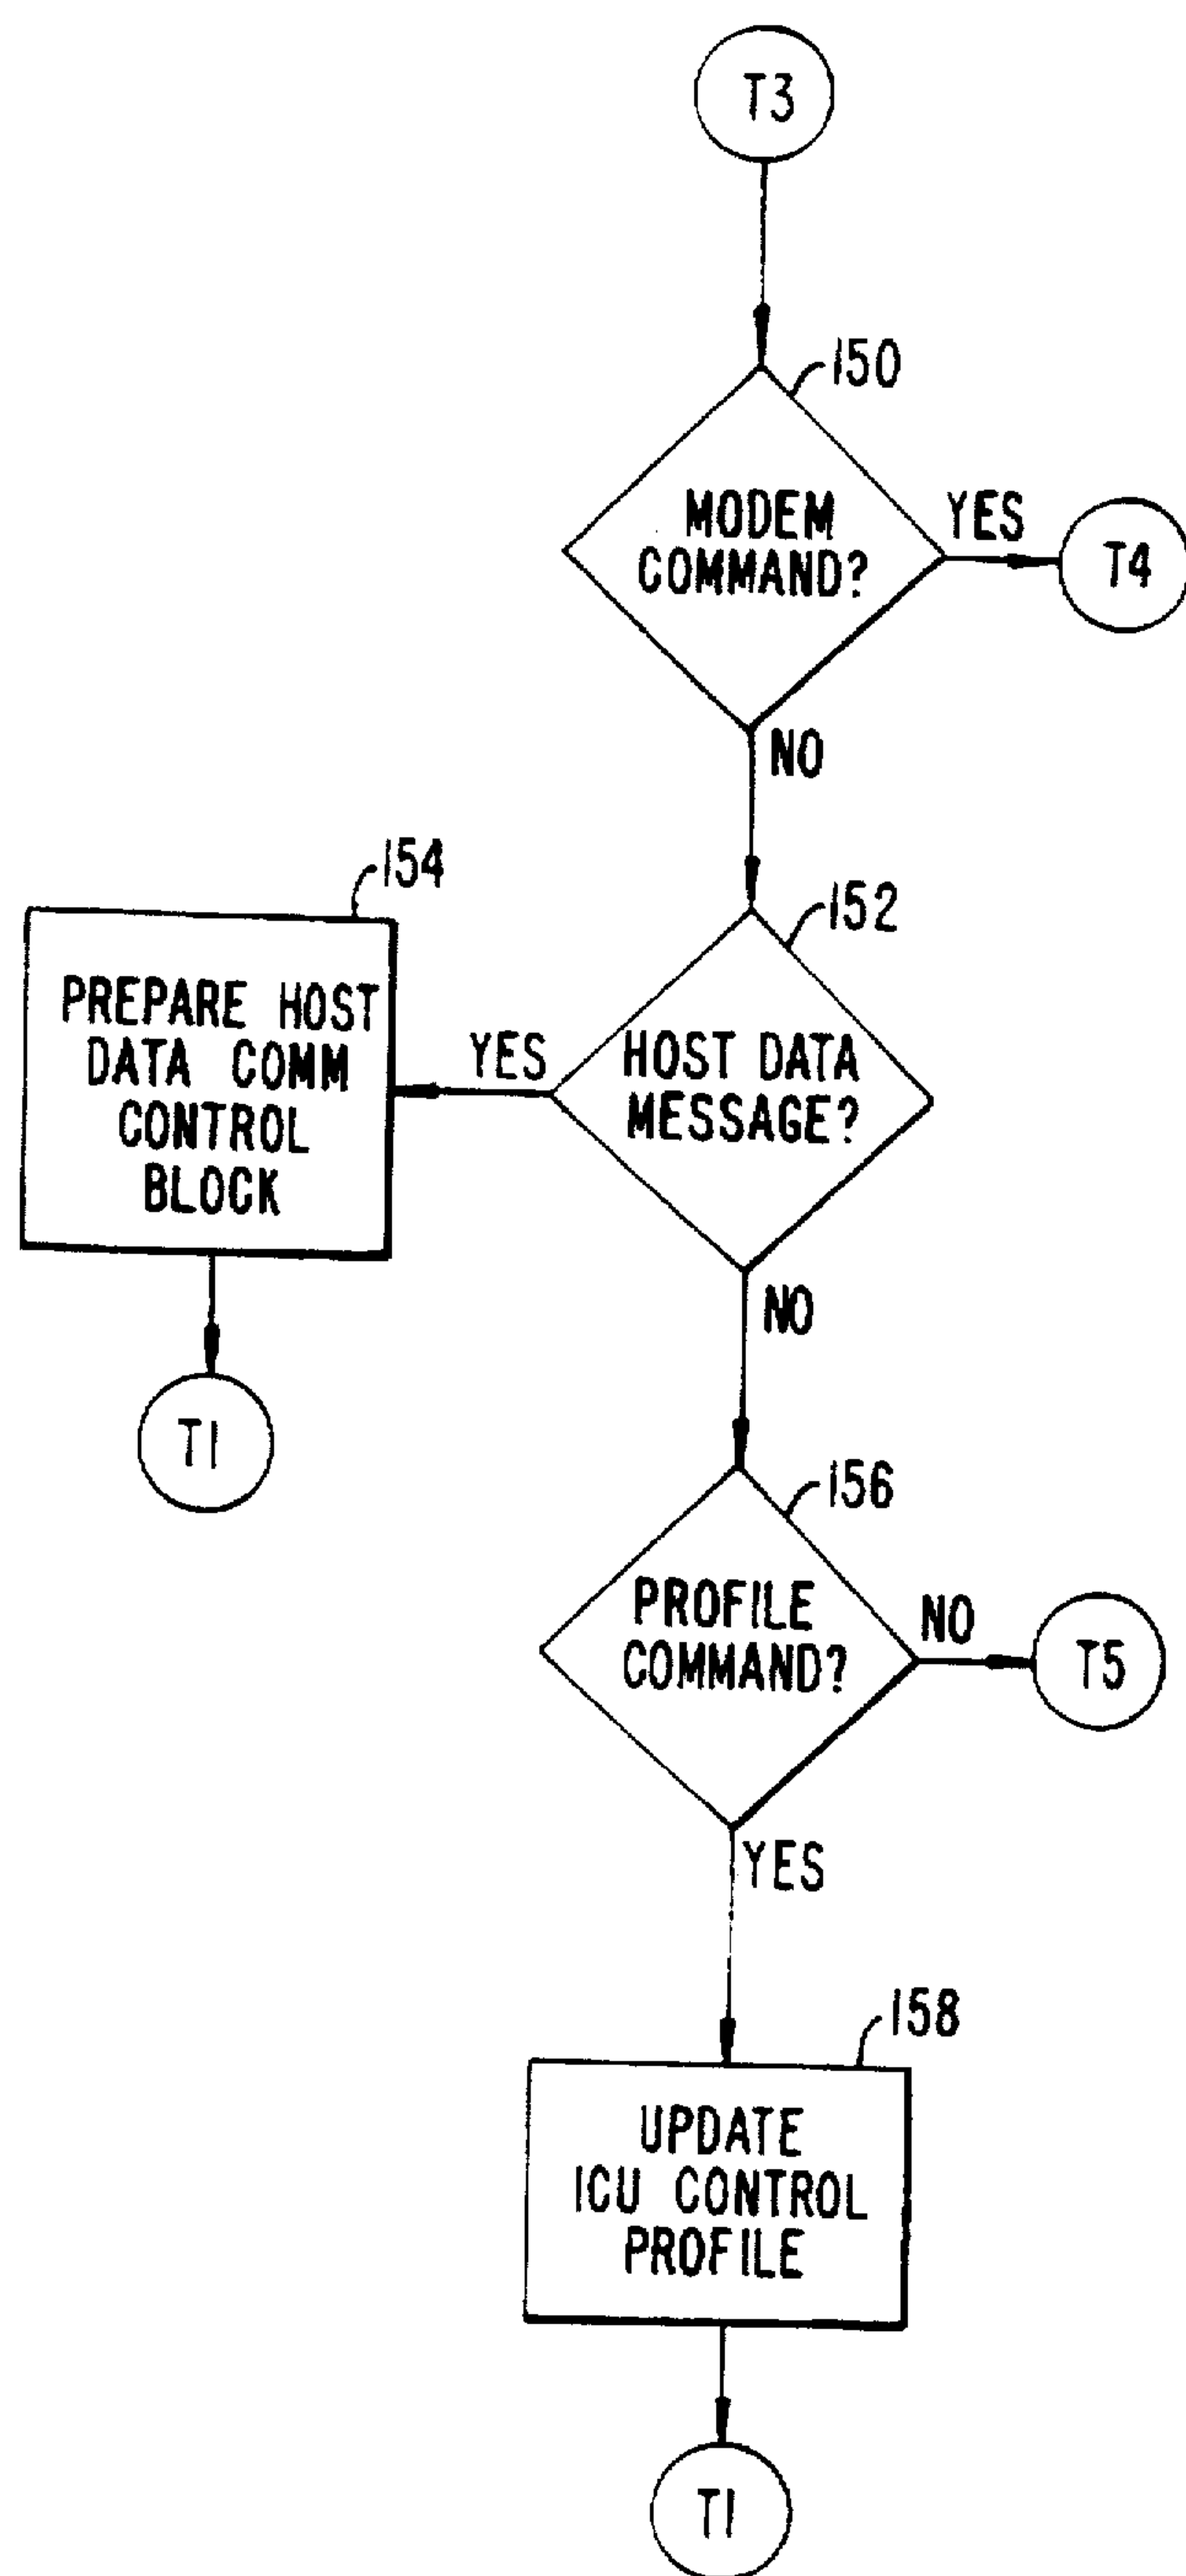 T3
150
MODEM
COMMAND?
YES
T4
NO
154
152
PREPARE HOST
DATA COMM
CONTROL
BLOCK
YES
HOST DATA
MESSAGE?
NO
T1
156
PROFILE
COMMAND?
NO
T5
YES
158
UPDATE
ICU CONTROL
PROFILE
T1